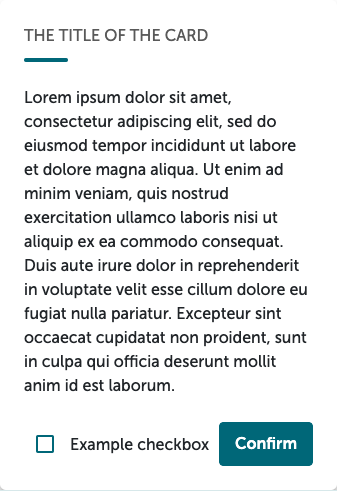 THE TITLE OF THE CARD
Lorem ipsum dolor sit amet,
consectetur adipiscing elit, sed do
eiusmod tempor incididunt ut labore
et dolore magna aliqua. Ut enim ad
minim veniam, quis nostrud
exercitation ullamco laboris nisi ut
aliquip ex ea commodo consequat.
Duis aute irure dolor in reprehenderit
in voluptate velit esse cillum dolore eu
fugiat nulla pariatur. Excepteur sint
occaecat cupidatat non proident, sunt
in culpa qui officia deserunt mollit
anim id est laborum.
Example checkbox Confirm